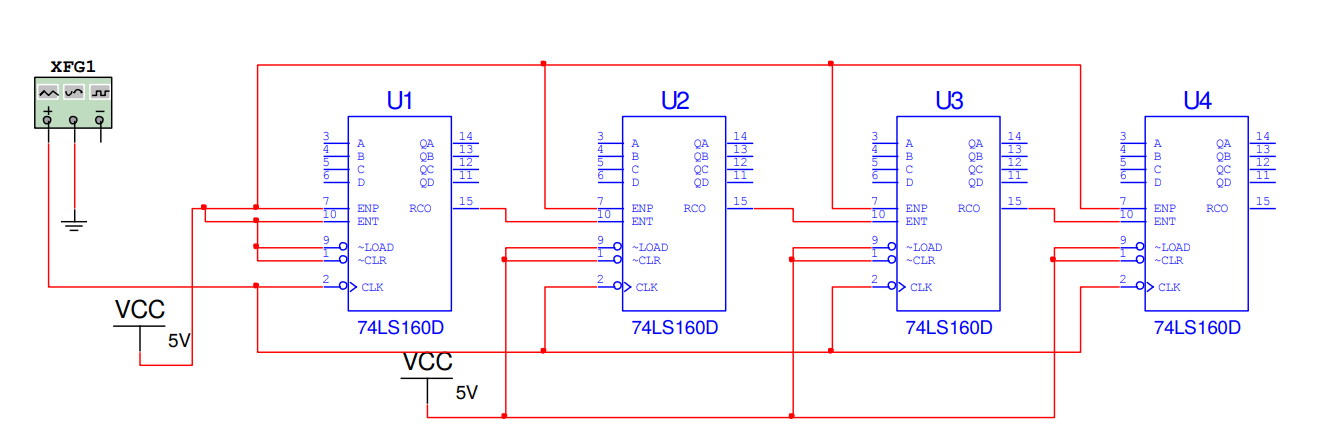 XFG1
U1
U2
U3
U4
3 A QA 14
4 B QB 13
5 C QC 12
6 D QD 11
7 ENP RCO 15
10 ENT
9 ~LOAD
1 ~CLR
2 CLK
74LS160D
3 A QA 14
4 B QB 13
5 C QC 12
6 D QD 11
7 ENP RCO 15
10 ENT
9 ~LOAD
1 ~CLR
2 CLK
74LS160D
3 A QA 14
4 B QB 13
5 C QC 12
6 D QD 11
7 ENP RCO 15
10 ENT
9 ~LOAD
1 ~CLR
2 CLK
74LS160D
3 A QA 14
4 B QB 13
5 C QC 12
6 D QD 11
7 ENP RCO 15
10 ENT
9 ~LOAD
1 ~CLR
2 CLK
74LS160D
VCC
5V
VCC
5V